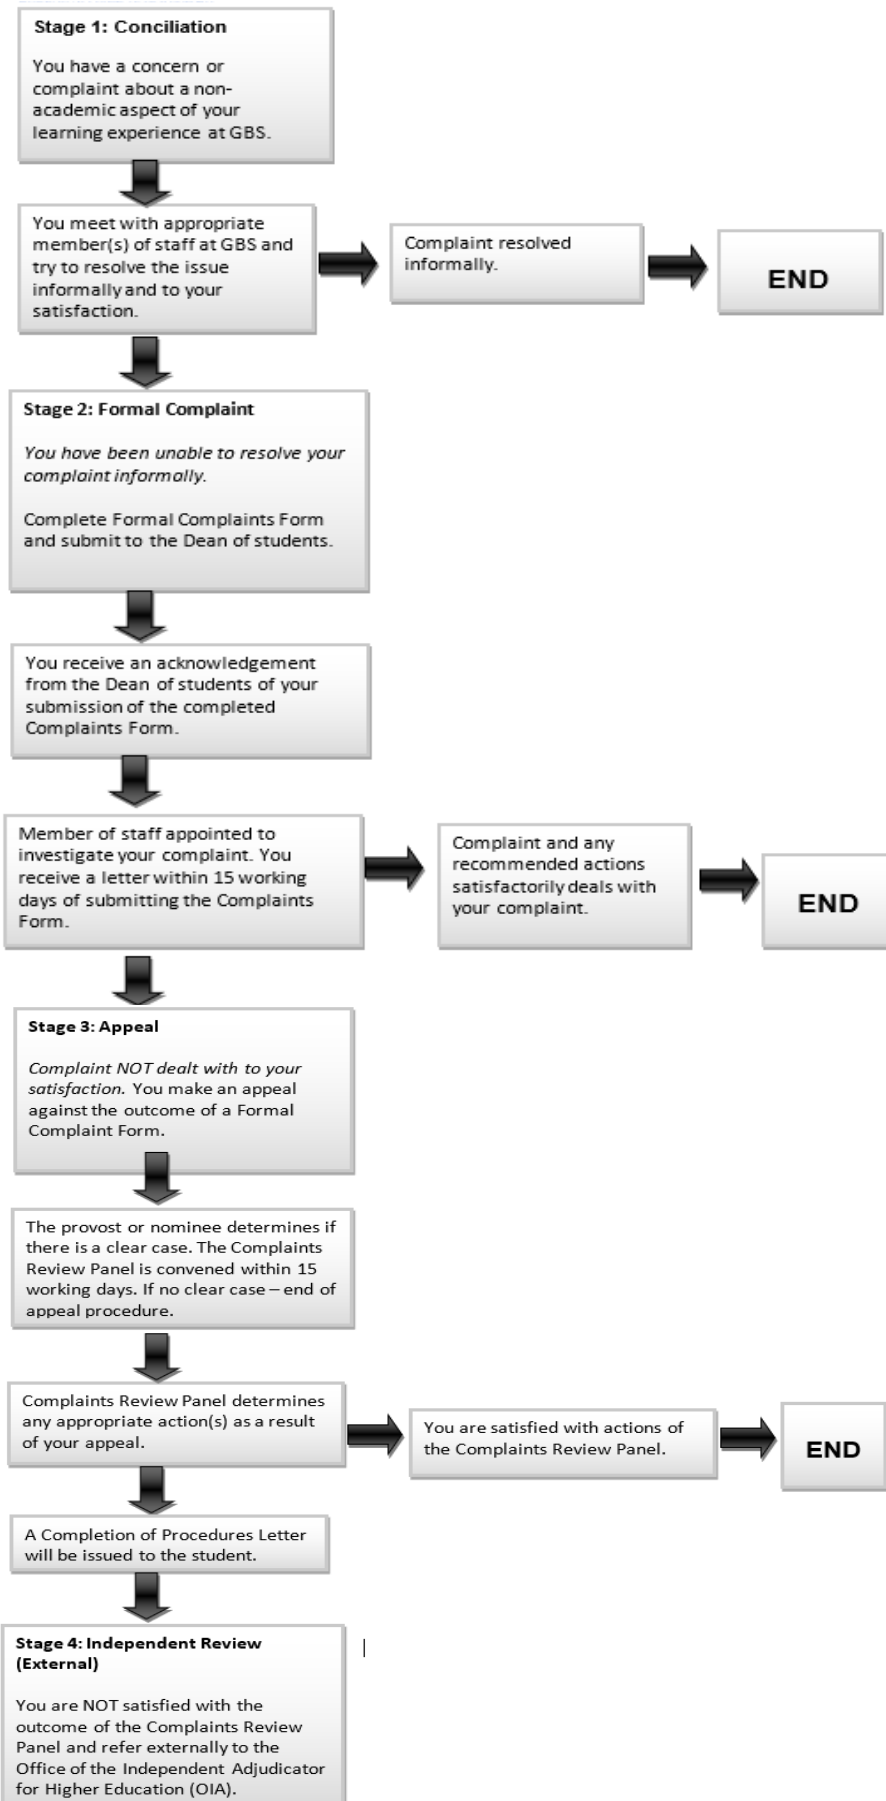 Stage 1: Conciliation
You have a concern or
complaint about a non-
academic aspect of your
learning experience at GBS.
You meet with appropriate
member(s) of staff at GBS and
try to resolve the issue
informally and to your
satisfaction.
Complaint resolved
informally.
END
Stage 2: Formal Complaint
You have been unable to resolve your
complaint informally.
Complete Formal Complaints Form
and submit to the Dean of students.
You receive an acknowledgement
from the Dean of students of your
submission of the completed
Complaints Form.
Member of staff appointed to
investigate your complaint. You
receive a letter within 15 working
days of submitting the Complaints
Form.
Complaint and any
recommended actions
satisfactorily deals with
your complaint.
END
Stage 3: Appeal
Complaint NOT dealt with to your
satisfaction. You make an appeal
against the outcome of a Formal
Complaint Form.
The provost or nominee determines if
there is a clear case. The Complaints
Review Panel is convened within 15
working days. If no clear case – end of
appeal procedure.
Complaints Review Panel determines
any appropriate action(s) as a result
of your appeal.
You are satisfied with actions of
the Complaints Review Panel.
END
A Completion of Procedures Letter
will be issued to the student.
Stage 4: Independent Review
(External)
You are NOT satisfied with the
outcome of the Complaints Review
Panel and refer externally to the
Office of the Independent Adjudicator
for Higher Education (OIA).